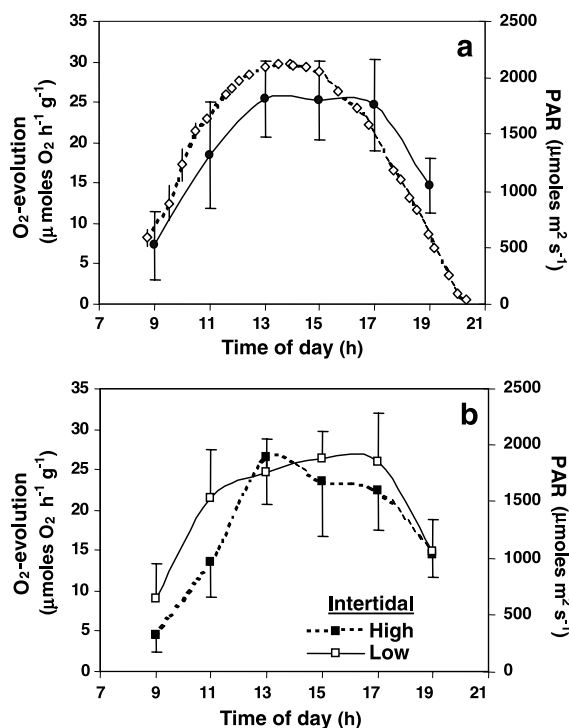 a
35
30
25
20
15
10
5
0
2500
2000
1500
1000
500
0
7 9 11 13 15 17 19 21
O2-evolution
(μ moles O2 h-1 g-1)
PAR (μmoles m2 s-1)
Time of day (h)
b
35
30
25
20
15
10
5
0
2500
2000
1500
1000
500
0
7 9 11 13 15 17 19 21
O2-evolution
(μmoles O2 h-1 g-1)
PAR (μmoles m2 s-1)
Intertidal
High
Low
Time of day (h)